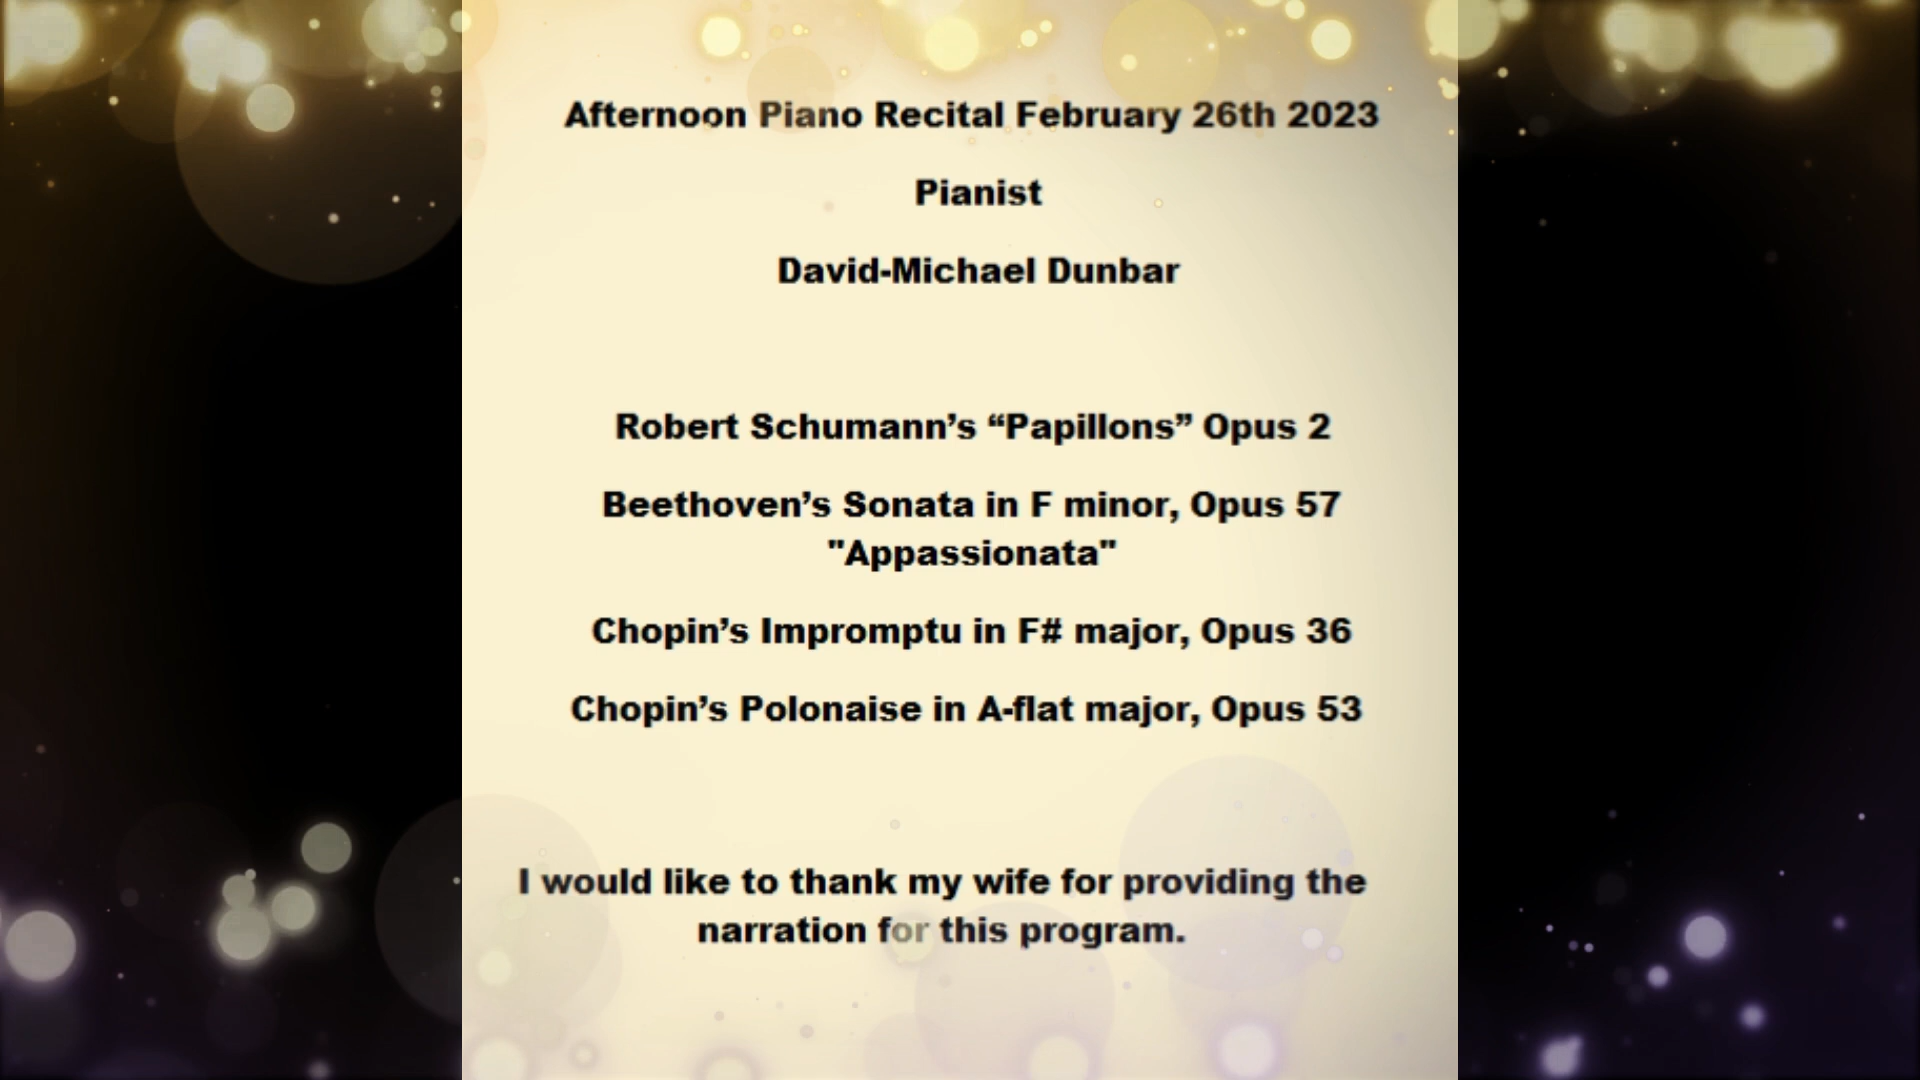 Afternoon Piano Recital February 26th 2023
Pianist
David-Michael Dunbar
Robert Schumann’s “Papillons” Opus 2
Beethoven’s Sonata in F minor, Opus 57
"Appassionata"
Chopin’s Impromptu in F# major, Opus 36
Chopin’s Polonaise in A-flat major, Opus 53
I would like to thank my wife for providing the
narration for this program.